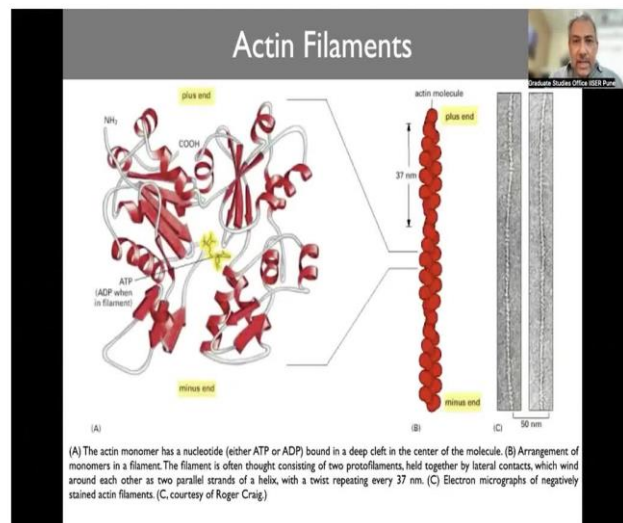 Actin Filaments
Graduate Studies Office IISER Pune
plus end
NH₂
COOH
ATP
(ADP when
in filament)
minus end
(A)
actin molecule
plus end
37 nm
minus end
(B)
(C)
50 nm
(A) The actin monomer has a nucleotide (either ATP or ADP) bound in a deep cleft in the center of the molecule. (B) Arrangement of
monomers in a filament. The filament is often thought consisting of two protofilaments, held together by lateral contacts, which wind
around each other as two parallel strands of a helix, with a twist repeating every 37 nm. (C) Electron micrographs of negatively
stained actin filaments. (C, courtesy of Roger Craig.)